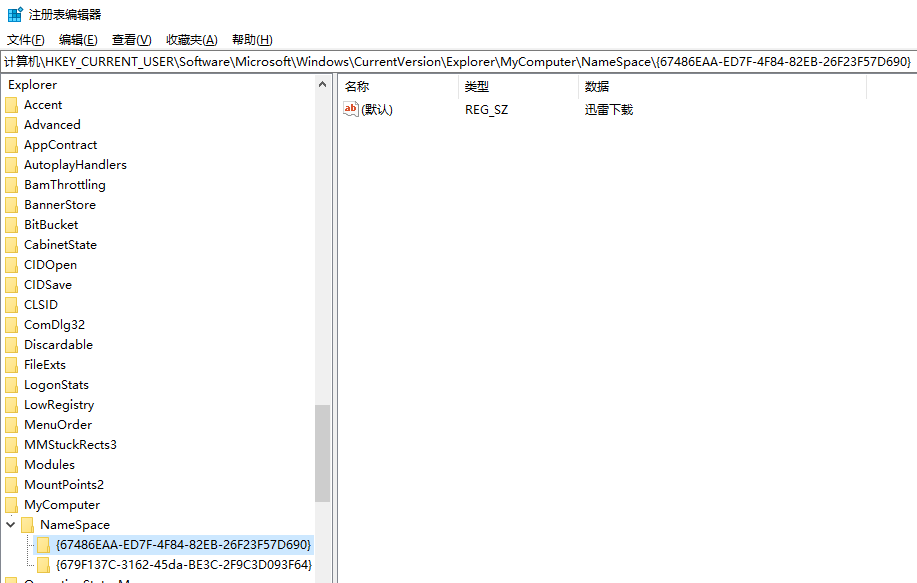 注册表编辑器
文件(F) 编辑(E) 查看(V) 收藏夹(A) 帮助(H)
计算机\HKEY_CURRENT_USER\Software\Microsoft\Windows\CurrentVersion\Explorer\MyComputer\NameSpace\{67486EAA-ED7F-4F84-82EB-26F23F57D690}
Explorer
Accent
Advanced
AppContract
AutoplayHandlers
BamThrottling
BannerStore
BitBucket
CabinetState
CIDOpen
CIDSave
CLSID
ComDlg32
Discardable
FileExts
LogonStats
LowRegistry
MenuOrder
MMStuckRects3
Modules
MountPoints2
MyComputer
NameSpace
{67486EAA-ED7F-4F84-82EB-26F23F57D690}
{679F137C-3162-45da-BE3C-2F9C3D093F64}
名称 类型 数据
ab (默认) REG_SZ 迅雷下载